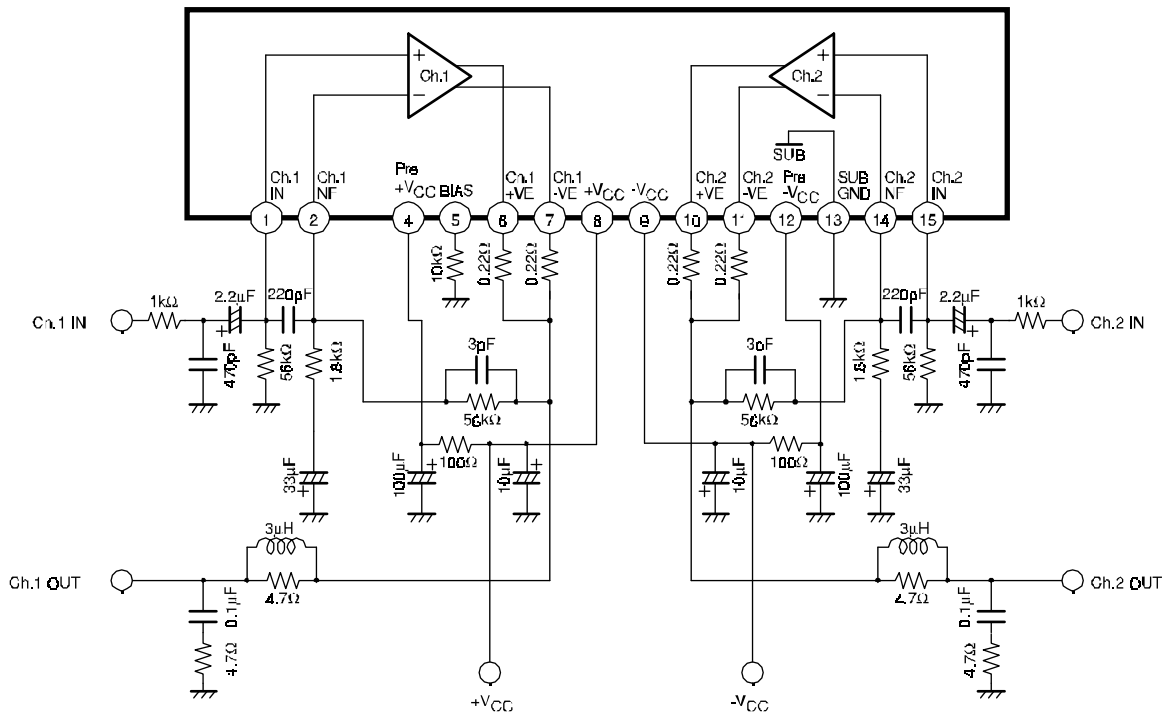 Ch.1
Ch.2
SUB
Ch.1 IN
Ch.1 NF
Pre +VCC
BIAS
Ch.1 +VE
Ch.1 -VE
+VCC
-VCC
Ch.2 +VE
Ch.2 -VE
Pre -VCC
SUB GND
Ch.2 NF
Ch.2 IN
1
2
4
5
6
7
8
9
10
11
12
13
14
15
10kΩ
0.22Ω
0.22Ω
0.22Ω
0.22Ω
Ch.1 IN
1kΩ
2.2µF
220pF
220pF
2.2µF
1kΩ
Ch.2 IN
470pF
56kΩ
1.8kΩ
3pF
3pF
1.8kΩ
56kΩ
470pF
56kΩ
56kΩ
33µF
100µF
100Ω
10µF
10µF
100Ω
100µF
33µF
3µH
3µH
Ch.1 OUT
4.7Ω
4.7Ω
Ch.2 OUT
0.1µF
0.1µF
4.7Ω
4.7Ω
+VCC
-VCC